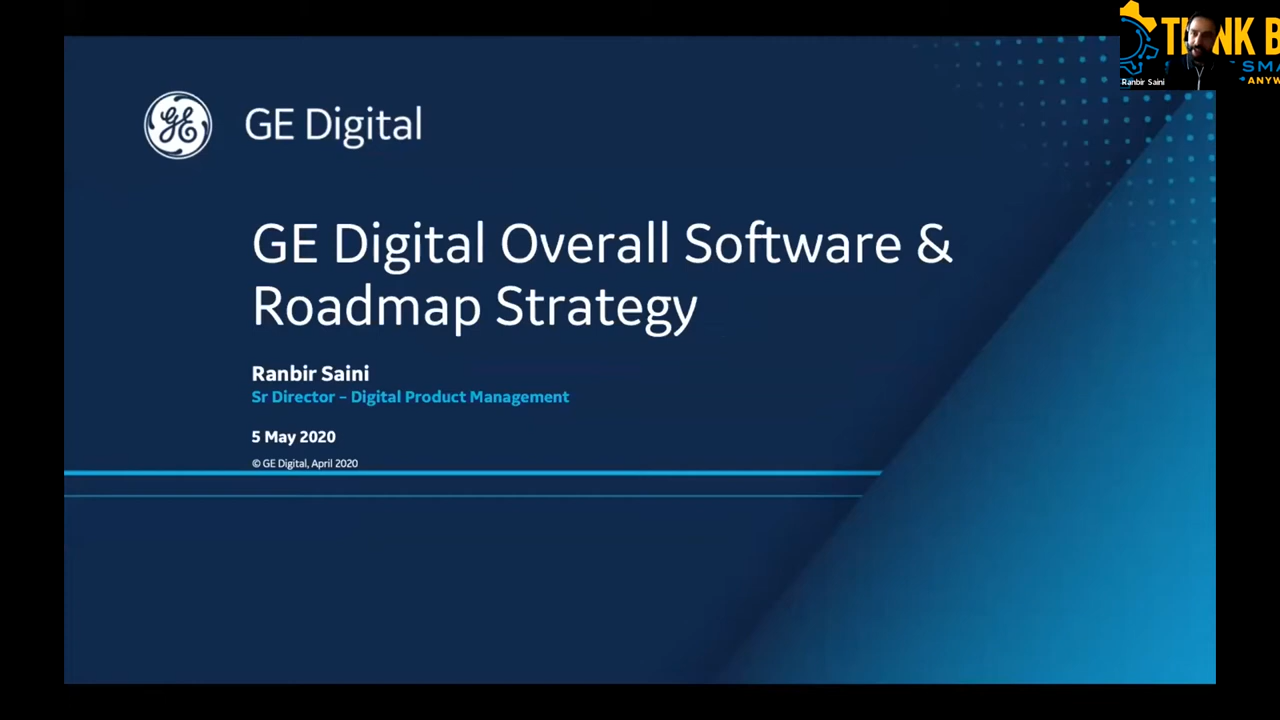 GE Digital
GE Digital Overall Software &
Roadmap Strategy
Ranbir Saini
Sr Director – Digital Product Management
5 May 2020
© GE Digital, April 2020
Ranbir Saini